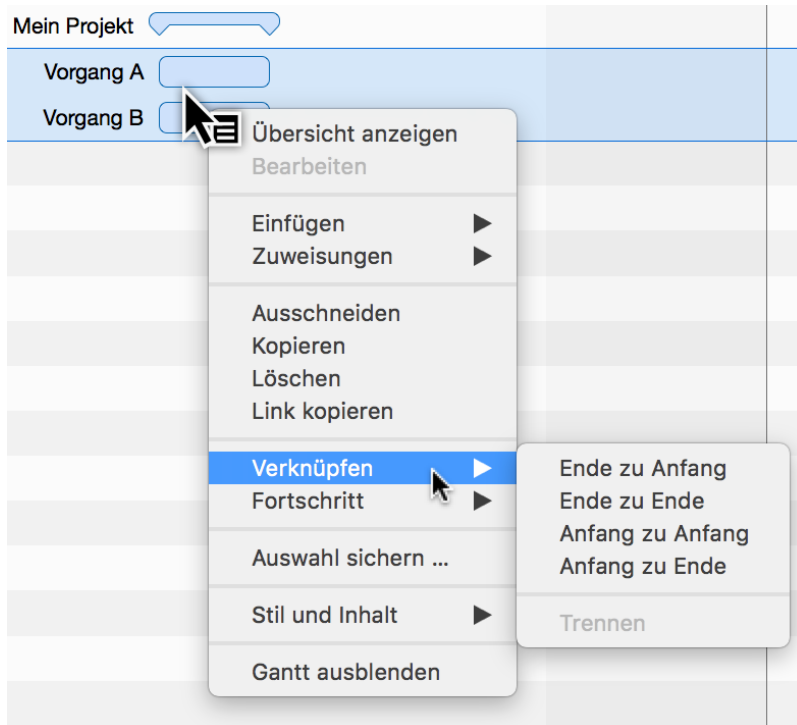 Mein Projekt
Vorgang A
Vorgang B
Übersicht anzeigen
Bearbeiten
Einfügen
Zuweisungen
Ausschneiden
Kopieren
Löschen
Link kopieren
Verknüpfen
Fortschritt
Auswahl sichern ...
Stil und Inhalt
Gantt ausblenden
Ende zu Anfang
Ende zu Ende
Anfang zu Anfang
Anfang zu Ende
Trennen